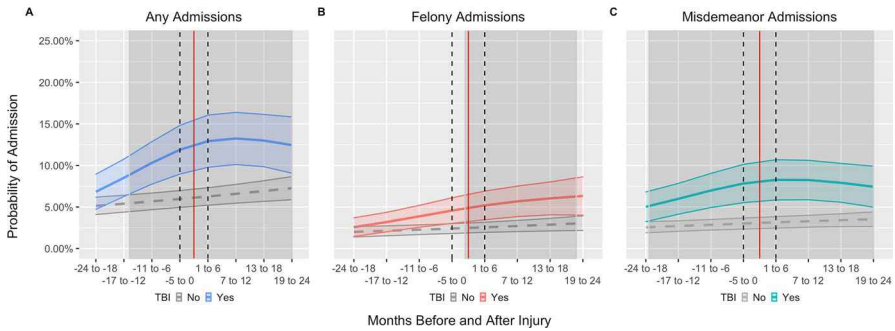 A Any Admissions B Felony Admissions C Misdemeanor Admissions
Probability of Admission
25.00%
20.00%
15.00%
10.00%
5.00%
0.00%
-24 to -18 -11 to -6 1 to 6 13 to 18 -24 to -18 -11 to -6 1 to 6 13 to 18 -24 to -18 -11 to -6 1 to 6 13 to 18
-17 to -12 -5 to 0 7 to 12 19 to 24 -17 to -12 -5 to 0 7 to 12 19 to 24 -17 to -12 -5 to 0 7 to 12 19 to 24
TBI No Yes TBI No Yes TBI No Yes
Months Before and After Injury